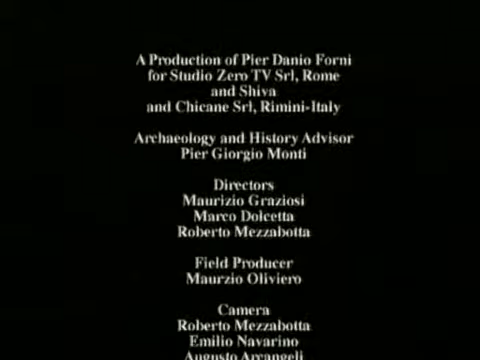 A Production of Pier Danio Forni
for Studio Zero TV Srl, Rome
and Shiva
and Chicane Srl, Rimini-Italy
Archaeology and History Advisor
Pier Giorgio Monti
Directors
Maurizio Graziosi
Marco Dolcetta
Roberto Mezzabotta
Field Producer
Maurzio Oliviero
Camera
Roberto Mezzabotta
Emilio Navarino
Augusto Arcangeli